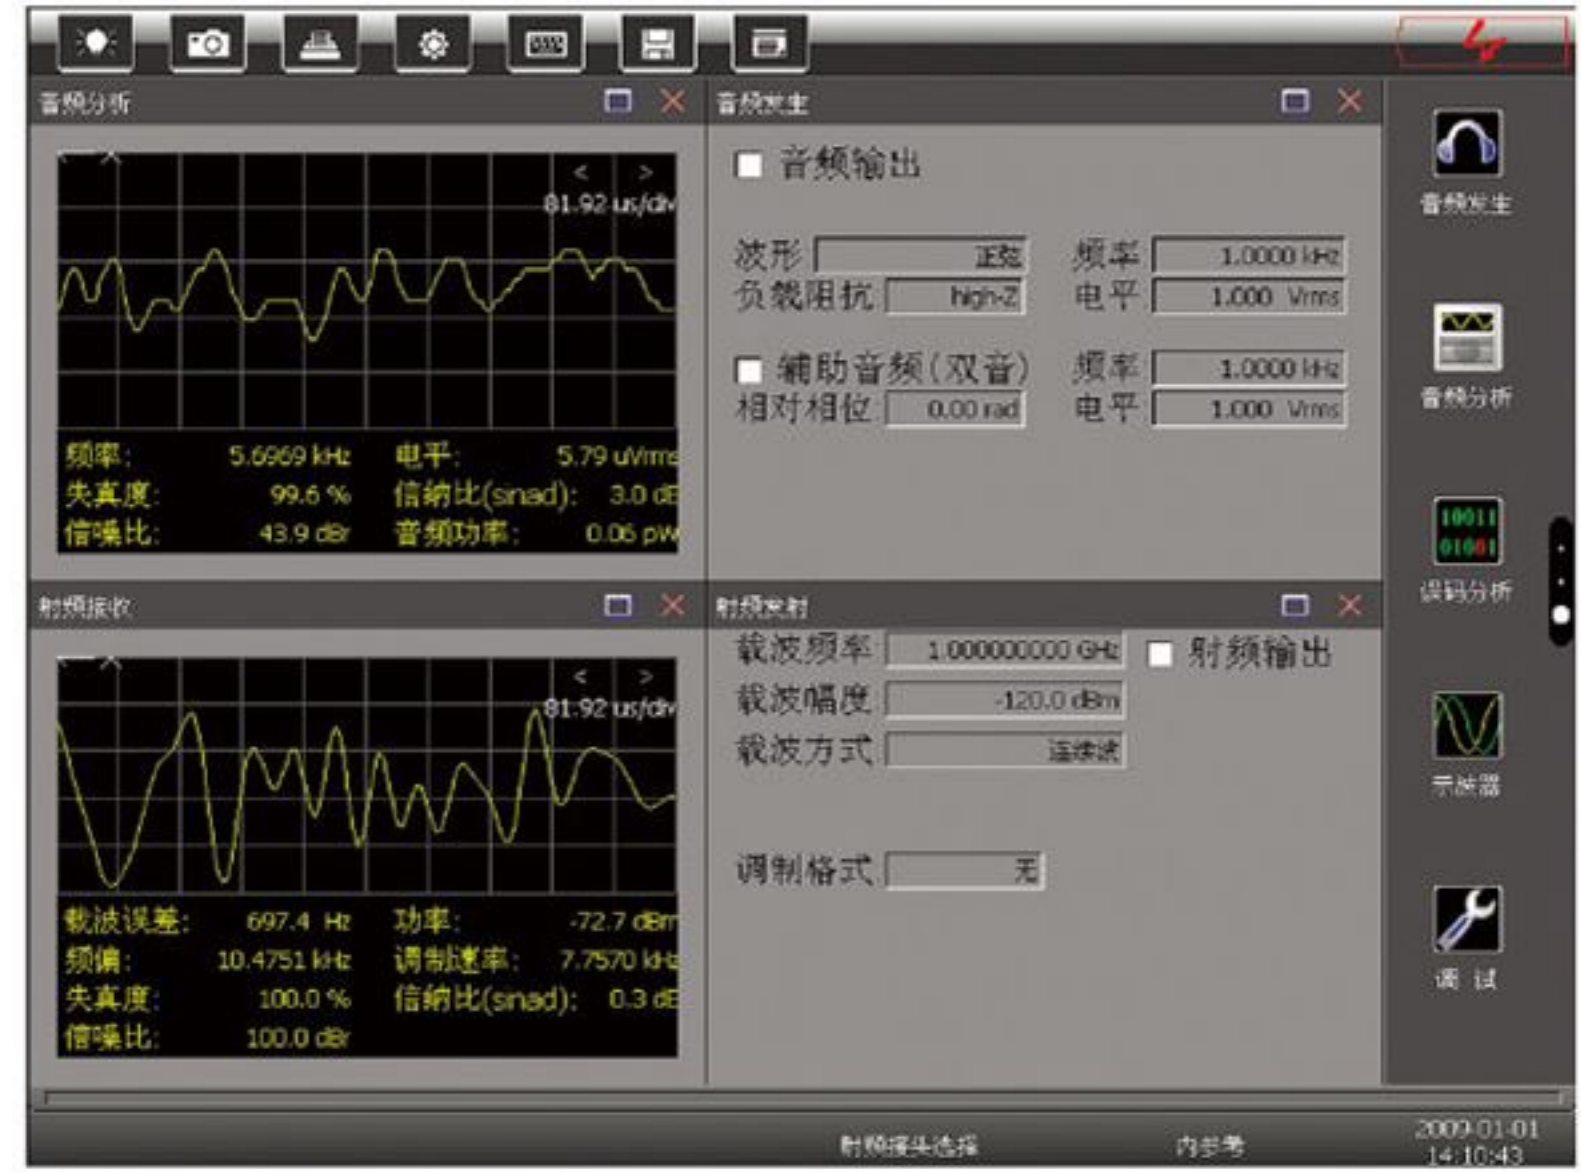 音频分析
< >
81.92 us/div
频率: 5.6969 kHz 电平: 5.79 uVrms
失真度: 99.6 % 信纳比(sinad): 3.0 dB
信噪比: 43.9 dBr 音频功率: 0.06 pW
音频发生
音频输出
波形 正弦 频率 1.0000 kHz
负载阻抗 high-Z 电平 1.000 Vrms
辅助音频(双音) 频率 1.0000 kHz
相对相位 0.00 rad 电平 1.000 Vrms
射频接收
< >
81.92 us/div
载波误差: 697.4 Hz 功率: -72.7 dBm
频偏: 10.4751 kHz 调制速率: 7.7570 kHz
失真度: 100.0 % 信纳比(sinad): 0.3 dB
信噪比: 100.0 dBr
射频发射
载波频率 1.000000000 GHz 射频输出
载波幅度 -120.0 dBm
载波方式 连续波
调制格式 无
音频发生
音频分析
10011
01001
误码分析
示波器
调 试
射频接头选择 内参考
2009-01-01
14:10:43